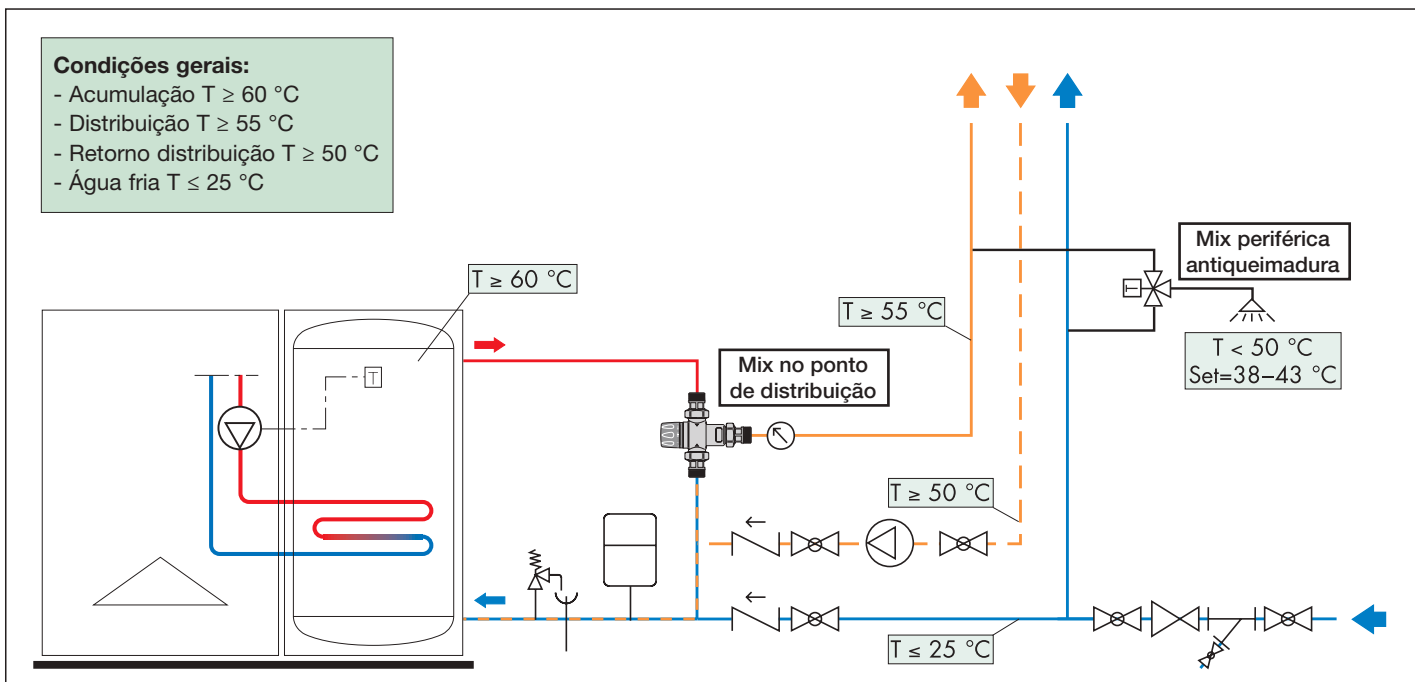 Condições gerais:
- Acumulação T ≥ 60 °C
- Distribuição T ≥ 55 °C
- Retorno distribuição T ≥ 50 °C
- Água fria T ≤ 25 °C
Mix periférica
antiqueimadura
T ≥ 60 °C
T ≥ 55 °C
T < 50 °C
Set=38–43 °C
Mix no ponto
de distribuição
T
T
T ≥ 50 °C
T ≤ 25 °C